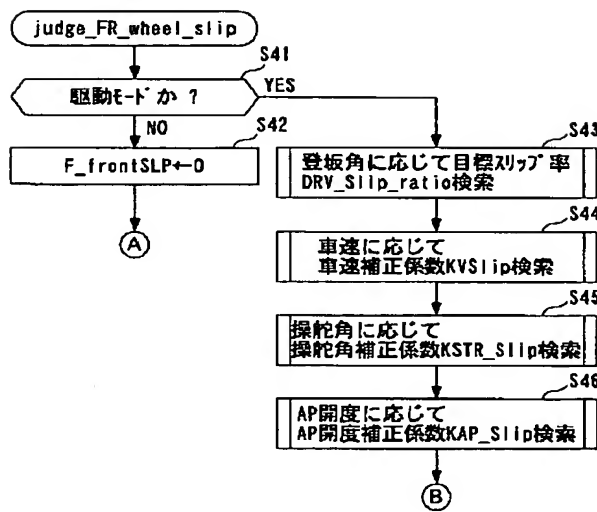 judge_FR_wheel_slip
S41
駆動モードか ?
YES
NO
S42
F_frontSLP←0
A
S43
登坂角に応じて目標スリップ率
DRV_Slip_ratio検索
S44
車速に応じて
車速補正係数KVSlip検索
S45
操舵角に応じて
操舵角補正係数KSTR_Slip検索
S46
AP開度に応じて
AP開度補正係数KAP_Slip検索
B